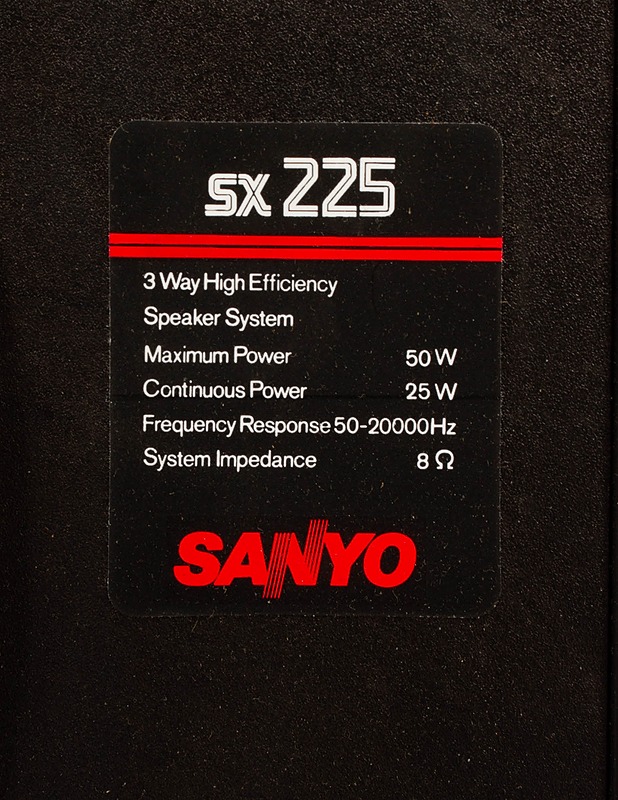 SX 225
3 Way High Efficiency
Speaker System
Maximum Power 50 W
Continuous Power 25 W
Frequency Response 50-20000Hz
System Impedance 8 Ω
SANYO